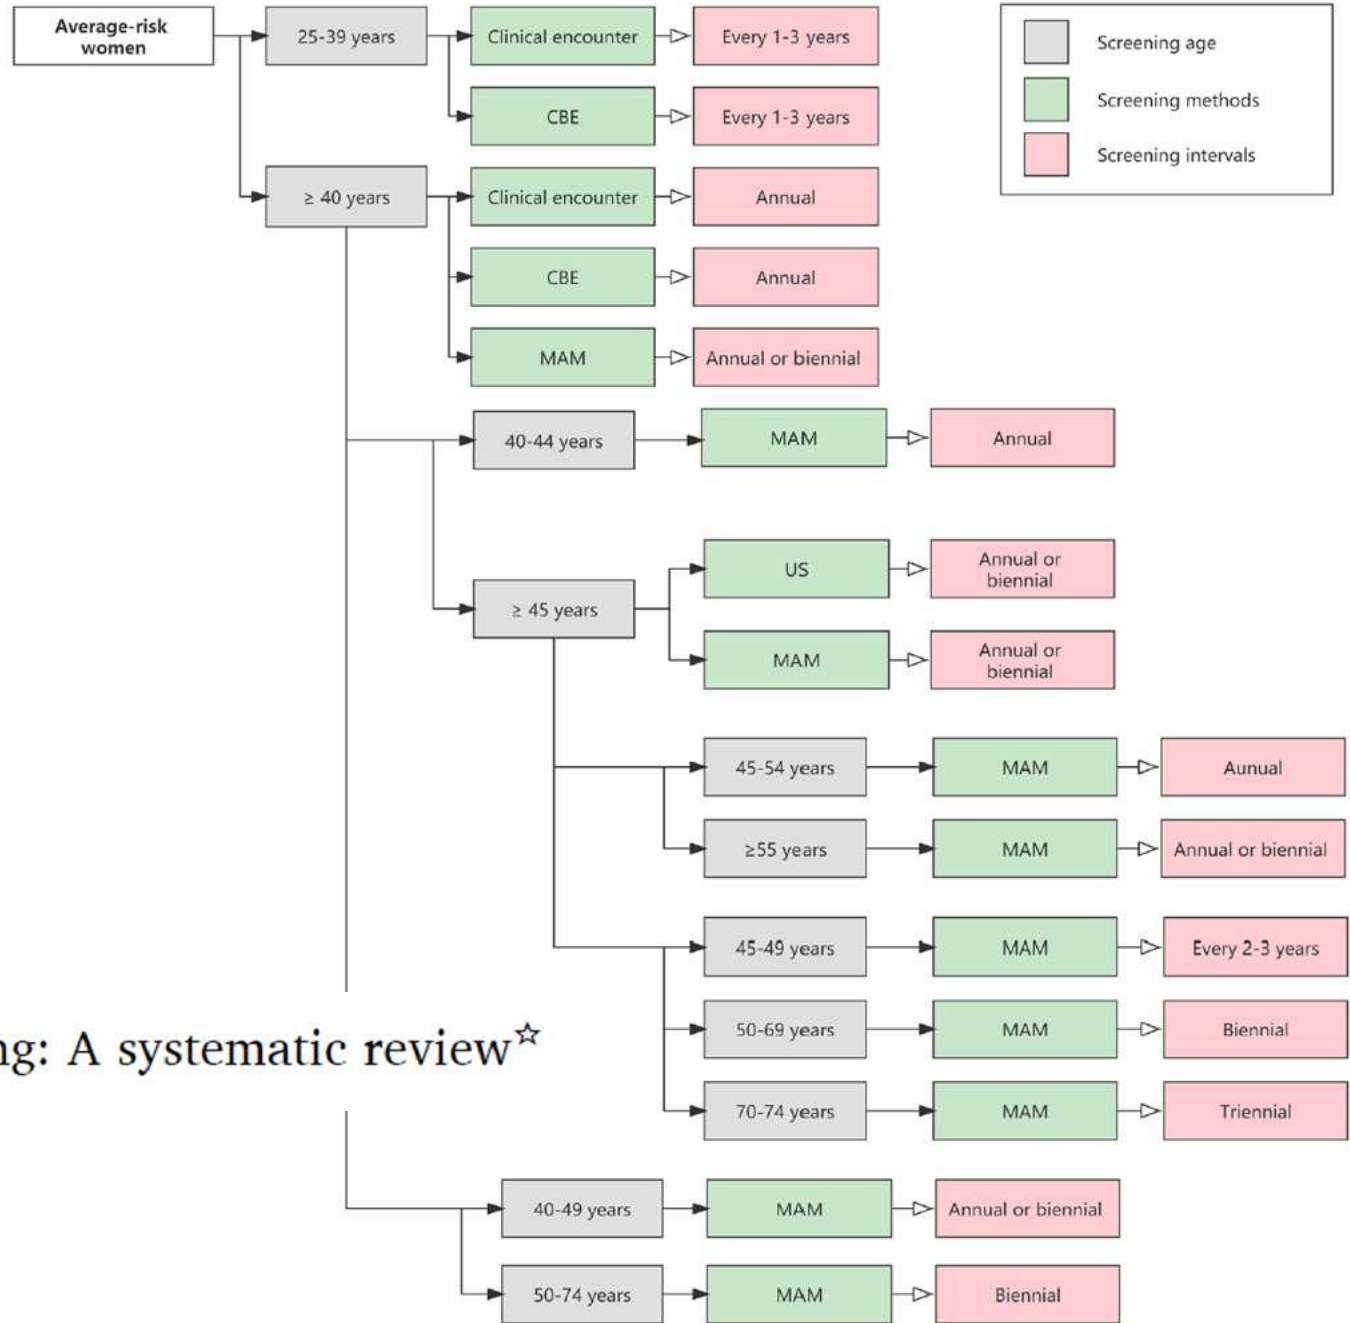 Average-risk
women
25-39 years
Clinical encounter
Every 1-3 years
CBE
Every 1-3 years
≥ 40 years
Clinical encounter
Annual
CBE
Annual
MAM
Annual or biennial
Screening age
Screening methods
Screening intervals
40-44 years
MAM
Annual
≥ 45 years
US
Annual or
biennial
MAM
Annual or
biennial
45-54 years
MAM
Aunual
≥55 years
MAM
Annual or biennial
45-49 years
MAM
Every 2-3 years
50-69 years
MAM
Biennial
70-74 years
MAM
Triennial
ng: A systematic review☆
40-49 years
MAM
Annual or biennial
50-74 years
MAM
Biennial